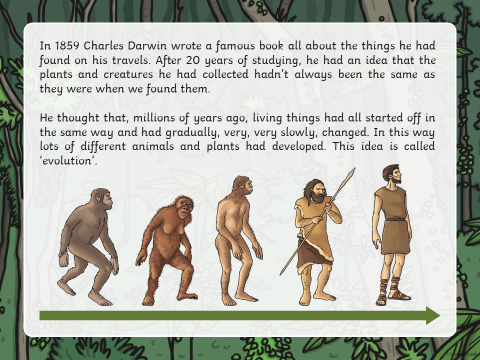 In 1859 Charles Darwin wrote a famous book all about the things he had
found on his travels. After 20 years of studying, he had an idea that the
plants and creatures he had collected hadn't always been the same as
they were when we found them.
He thought that, millions of years ago, living things had all started off in
the same way and had gradually, very, very slowly, changed. In this way
lots of different animals and plants had developed. This idea is called
'evolution'.